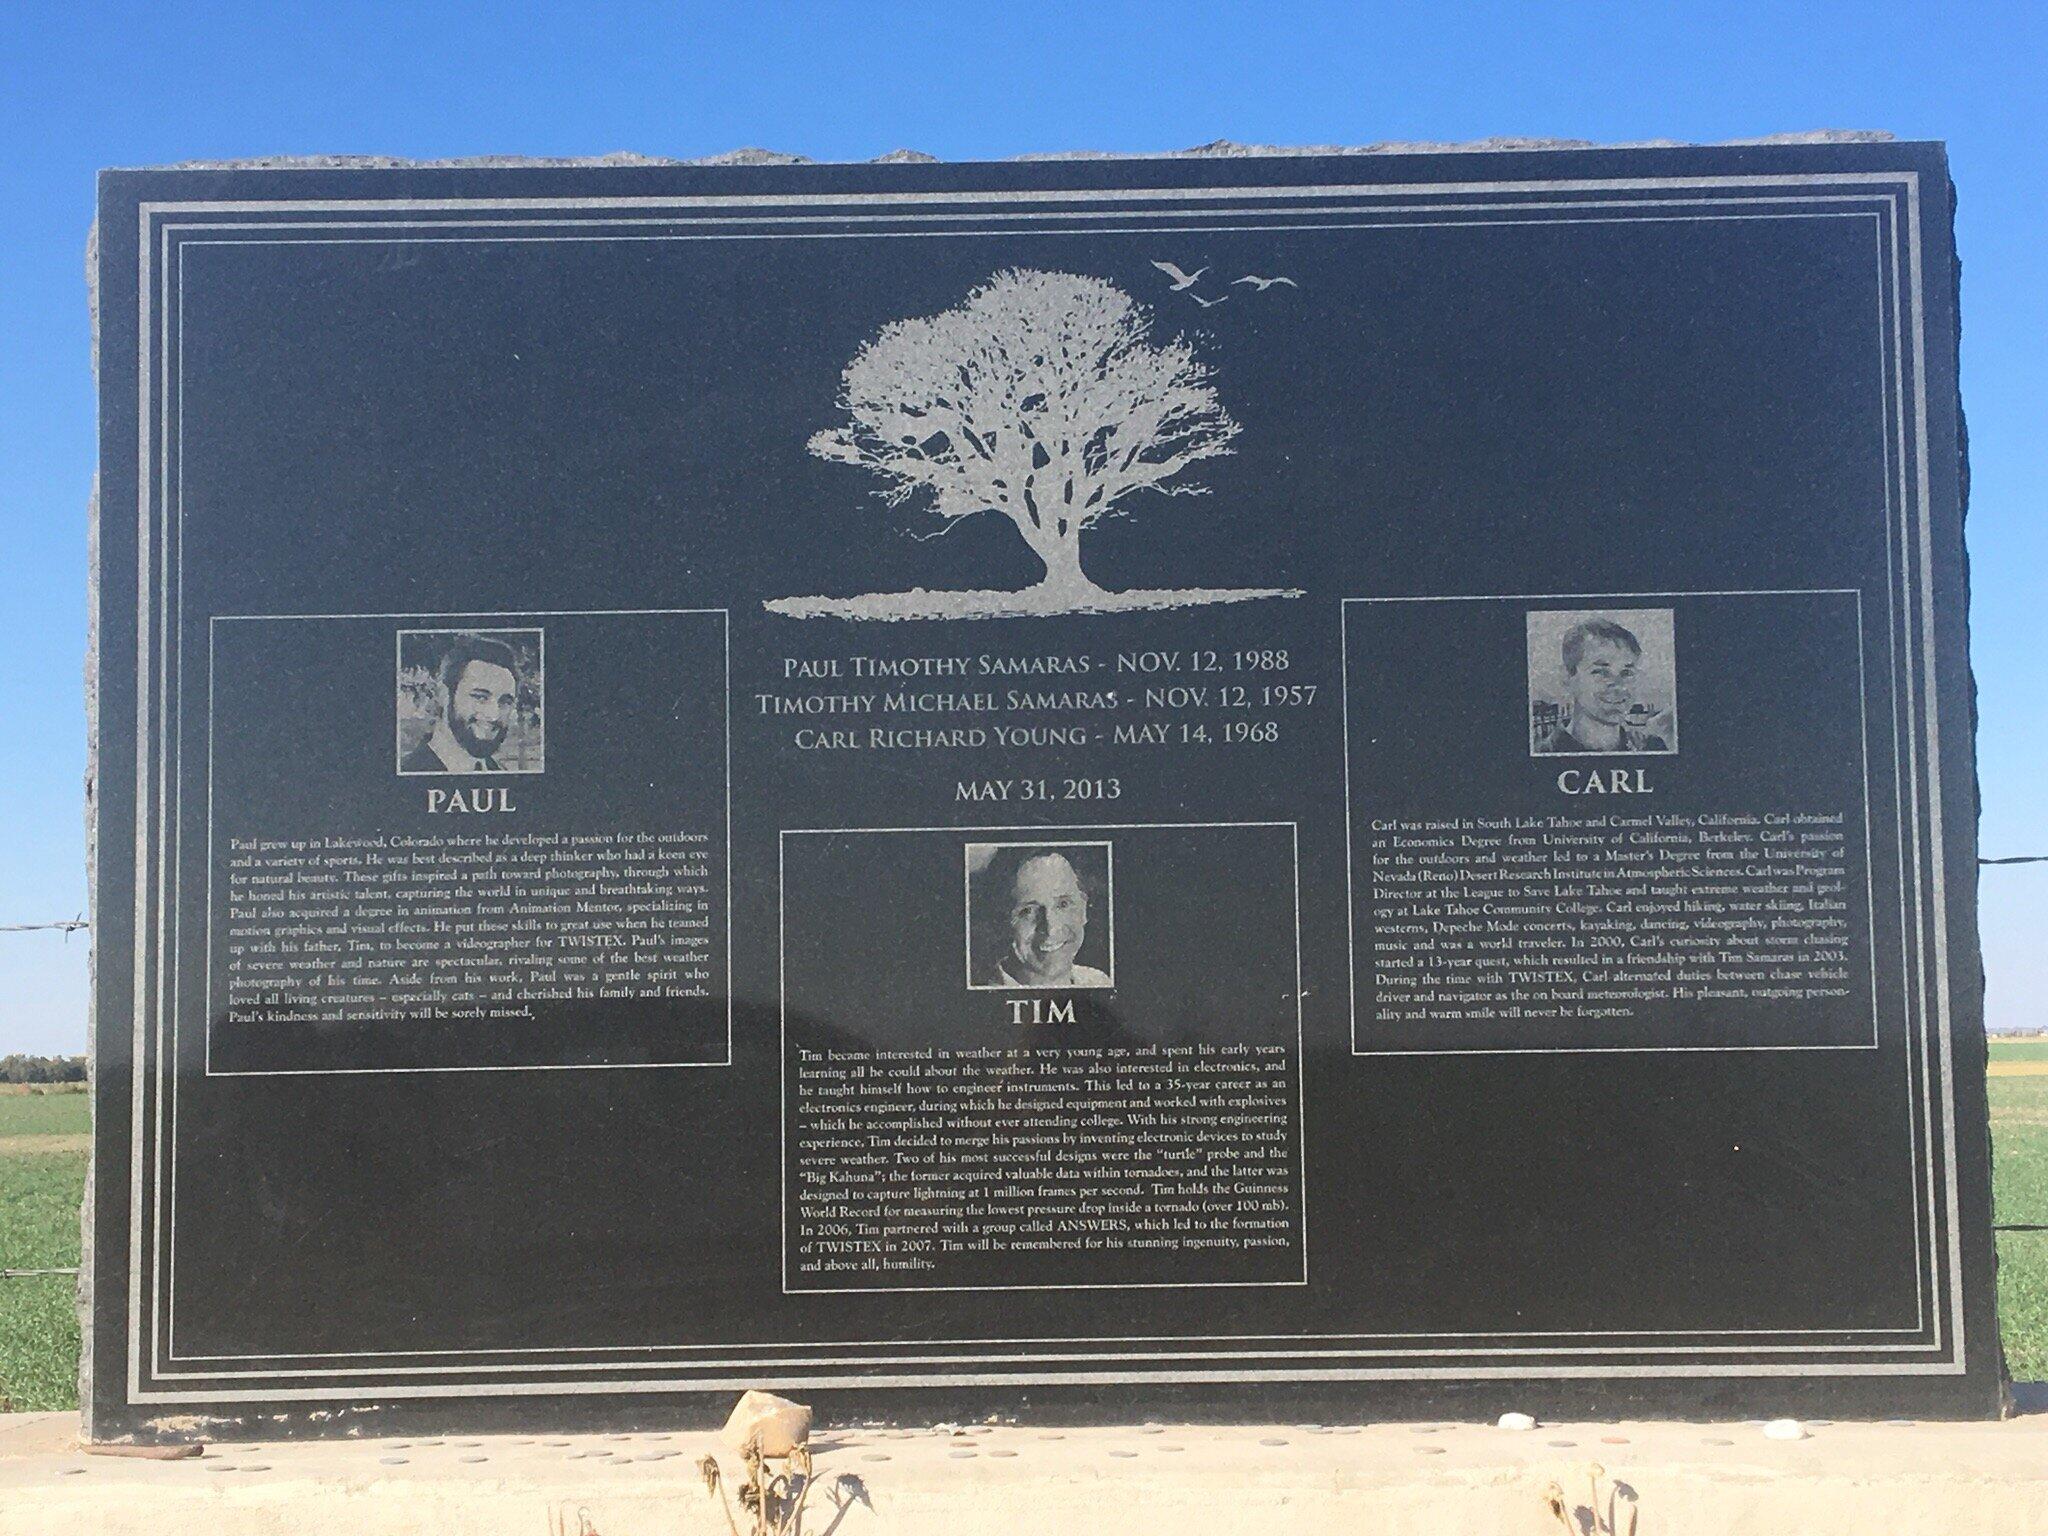 PAUL TIMOTHY SAMARAS - NOV. 12, 1988
TIMOTHY MICHAEL SAMARAS - NOV. 12, 1957
CARL RICHARD YOUNG - MAY 14, 1968
MAY 31, 2013
PAUL
Paul grew up in Lakewood, Colorado where he developed a passion for the outdoors
and a variety of sports. He was best described as a deep thinker who had a keen eye
for natural beauty. These gifts inspired a path toward photography, through which
he honed his artistic talent, capturing the world in unique and breathtaking ways.
Paul also acquired a degree in animation from Animation Mentor, specializing in
motion graphics and visual effects. He put these skills to great use when he teamed
up with his father, Tim, to become a videographer for TWISTEX. Paul's images
of severe weather and nature are spectacular, rivaling some of the best weather
photography of his time. Aside from his work, Paul was a gentle spirit who
loved all living creatures – especially cats – and cherished his family and friends.
Paul's kindness and sensitivity will be sorely missed.
TIM
Tim became interested in weather at a very young age, and spent his early years
learning all he could about the weather. He was also interested in electronics, and
he taught himself how to engineer instruments. This led to a 35-year career as an
electronics engineer, during which he designed equipment and worked with explosives
– which he accomplished without ever attending college. With his strong engineering
experience, Tim decided to merge his passions by inventing electronic devices to study
severe weather. Two of his most successful designs were the "turtle" probe and the
"Big Kahuna"; the former acquired valuable data within tornadoes, and the latter was
designed to capture lightning at 1 million frames per second. Tim holds the Guinness
World Record for measuring the lowest pressure drop inside a tornado (over 100 mb).
In 2006, Tim partnered with a group called ANSWERS, which led to the formation
of TWISTEX in 2007. Tim will be remembered for his stunning ingenuity, passion,
and above all, humility.
CARL
Carl was raised in South Lake Tahoe and Carmel Valley, California. Carl obtained
an Economics Degree from University of California, Berkeley. Carl's passion
for the outdoors and weather led to a Master's Degree from the University of
Nevada (Reno) Desert Research Institute in Atmospheric Sciences. Carl was Program
Director at the League to Save Lake Tahoe and taught extreme weather and geol-
ogy at Lake Tahoe Community College. Carl enjoyed hiking, water skiing, Italian
westerns, Depeche Mode concerts, kayaking, dancing, videography, photography,
music and was a world traveler. In 2000, Carl's curiosity about storm chasing
started a 13-year quest, which resulted in a friendship with Tim Samaras in 2003.
During the time with TWISTEX, Carl alternated duties between chase vehicle
driver and navigator as the on board meteorologist. His pleasant, outgoing person-
ality and warm smile will never be forgotten.